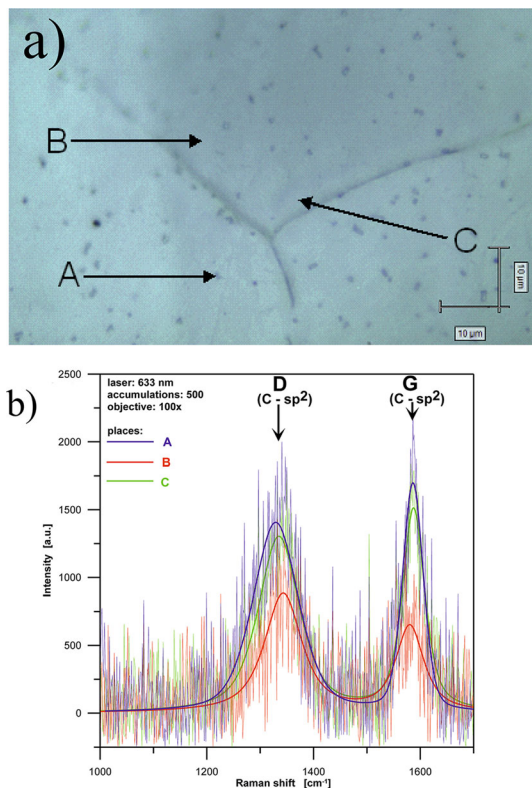 a)
B
A
C
10 µm
10 µm
b)
2500
2000
1500
1000
500
0
Intensity [a.u.]
laser: 633 nm
accumulations: 500
objective: 100x
places:
A
B
C
D
(C - sp²)
G
(C - sp²)
1000
1200
1400
1600
Raman shift [cm⁻¹]